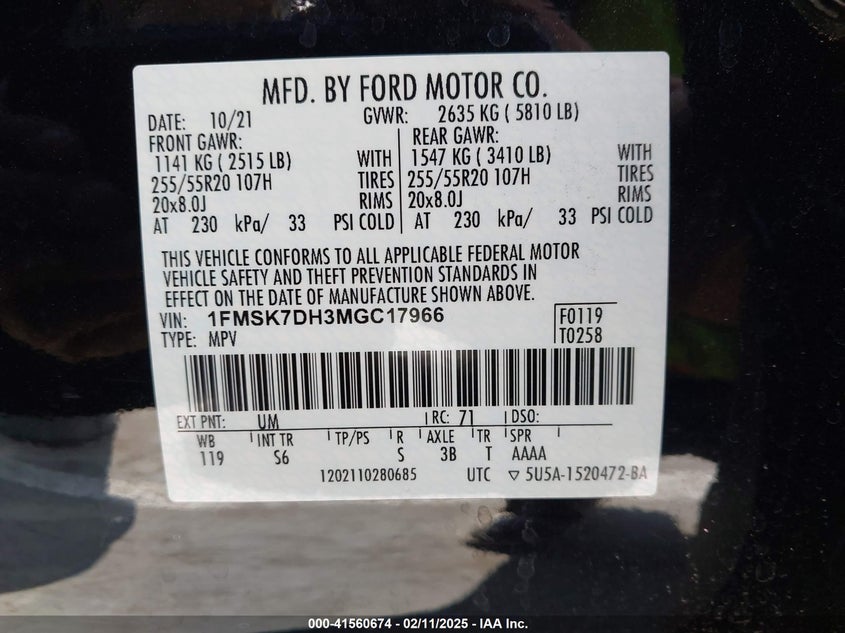 MFD. BY FORD MOTOR CO.
DATE: 10/21 GVWR: 2635 KG ( 5810 LB)
FRONT GAWR: REAR GAWR:
1141 KG ( 2515 LB) WITH 1547 KG ( 3410 LB) WITH
255/55R20 107H TIRES 255/55R20 107H TIRES
20x8.0J RIMS 20x8.0J RIMS
AT 230 kPa/ 33 PSI COLD AT 230 kPa/ 33 PSI COLD
THIS VEHICLE CONFORMS TO ALL APPLICABLE FEDERAL MOTOR
VEHICLE SAFETY AND THEFT PREVENTION STANDARDS IN
EFFECT ON THE DATE OF MANUFACTURE SHOWN ABOVE.
VIN: 1FMSK7DH3MGC17966 F0119
TYPE: MPV T0258
EXT PNT: UM RC: 71 DSO:
WB INT TR TP/PS R AXLE TR SPR
119 S6 S 3B T AAAA
1202110280685 UTC ▽ 5U5A-1520472-BA
000-41560674 - 02/11/2025 - IAA Inc.